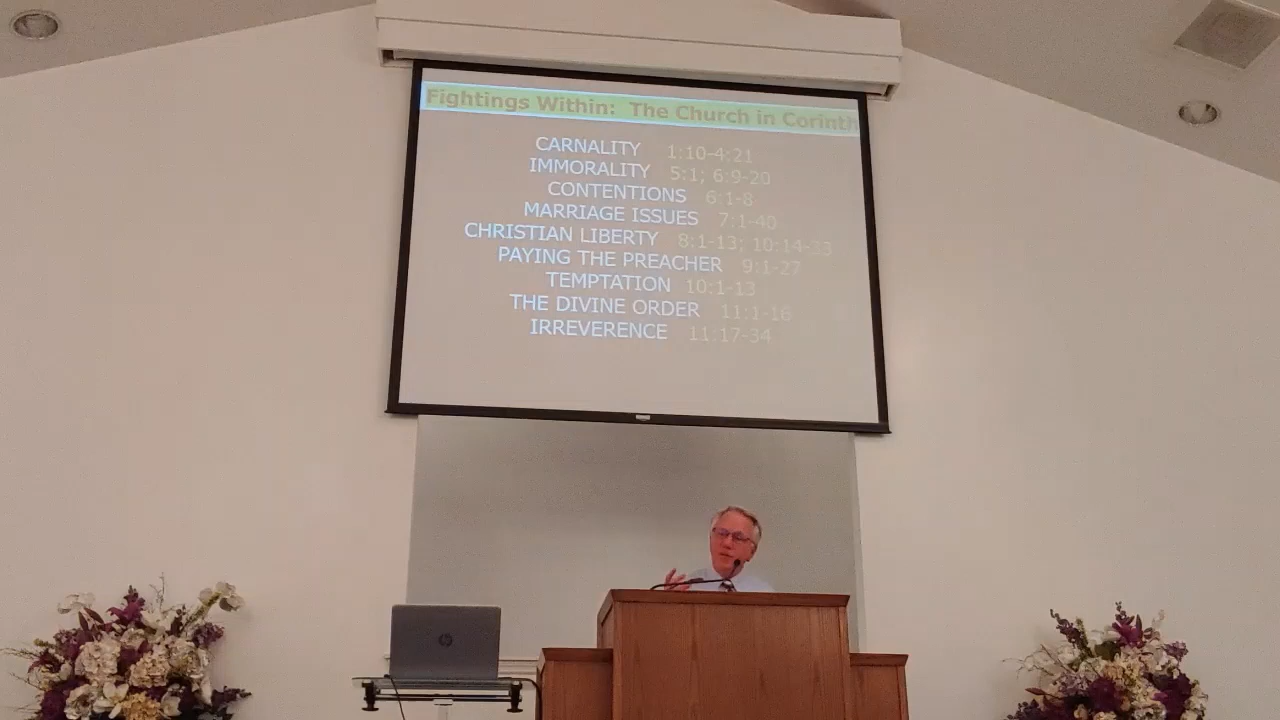 Fightings Within: The Church in Corinth
CARNALITY 1:10-4:21
IMMORALITY 5:1; 6:9-20
CONTENTIONS 6:1-8
MARRIAGE ISSUES 7:1-40
CHRISTIAN LIBERTY 8:1-13; 10:14-33
PAYING THE PREACHER 9:1-27
TEMPTATION 10:1-13
THE DIVINE ORDER 11:1-16
IRREVERENCE 11:17-34
hp